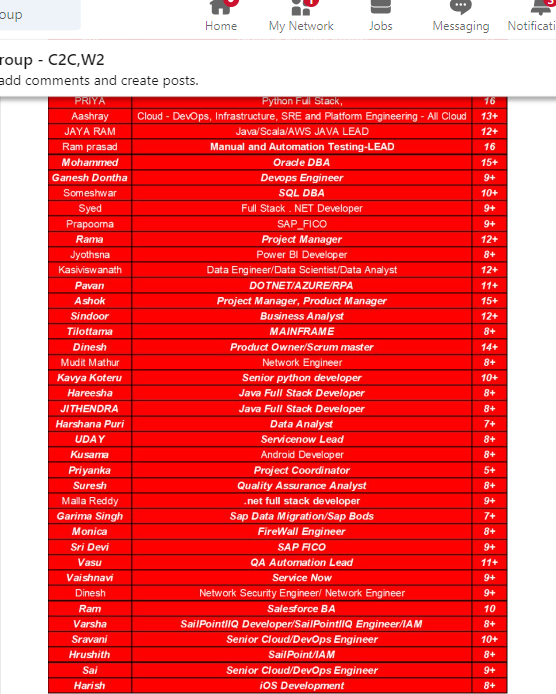 oup
Home My Network Jobs Messaging Notificati
roup - C2C,W2
add comments and create posts.
PRIYA Python Full Stack, 16
Aashray Cloud - DevOps, Infrastructure, SRE and Platform Engineering - All Cloud 13+
JAYA RAM Java/Scala/AWS JAVA LEAD 12+
Ram prasad Manual and Automation Testing-LEAD 16
Mohammed Oracle DBA 15+
Ganesh Dontha Devops Engineer 9+
Someshwar SQL DBA 10+
Syed Full Stack . NET Developer 9+
Prapoorna SAP_FICO 9+
Rama Project Manager 12+
Jyothsna Power BI Developer 8+
Kasiviswanath Data Engineer/Data Scientist/Data Analyst 12+
Pavan DOTNET/AZURE/RPA 11+
Ashok Project Manager, Product Manager 15+
Sindoor Business Analyst 12+
Tilottama MAINFRAME 8+
Dinesh Product Owner/Scrum master 14+
Mudit Mathur Network Engineer 8+
Kavya Koteru Senior python developer 10+
Hareesha Java Full Stack Developer 8+
JITHENDRA Java Full Stack Developer 8+
Harshana Puri Data Analyst 7+
UDAY Servicenow Lead 8+
Kusama Android Developer 8+
Priyanka Project Coordinator 5+
Suresh Quality Assurance Analyst 8+
Malla Reddy .net full stack developer 9+
Garima Singh Sap Data Migration/Sap Bods 7+
Monica FireWall Engineer 8+
Sri Devi SAP FICO 9+
Vasu QA Automation Lead 11+
Vaishnavi Service Now 9+
Dinesh Network Security Engineer/ Network Engineer 9+
Ram Salesforce BA 10
Varsha SailPointIIQ Developer/SailPointIIQ Engineer/IAM 8+
Sravani Senior Cloud/DevOps Engineer 10+
Hrushith SailPoint/IAM 8+
Sai Senior Cloud/DevOps Engineer 9+
Harish iOS Development 8+